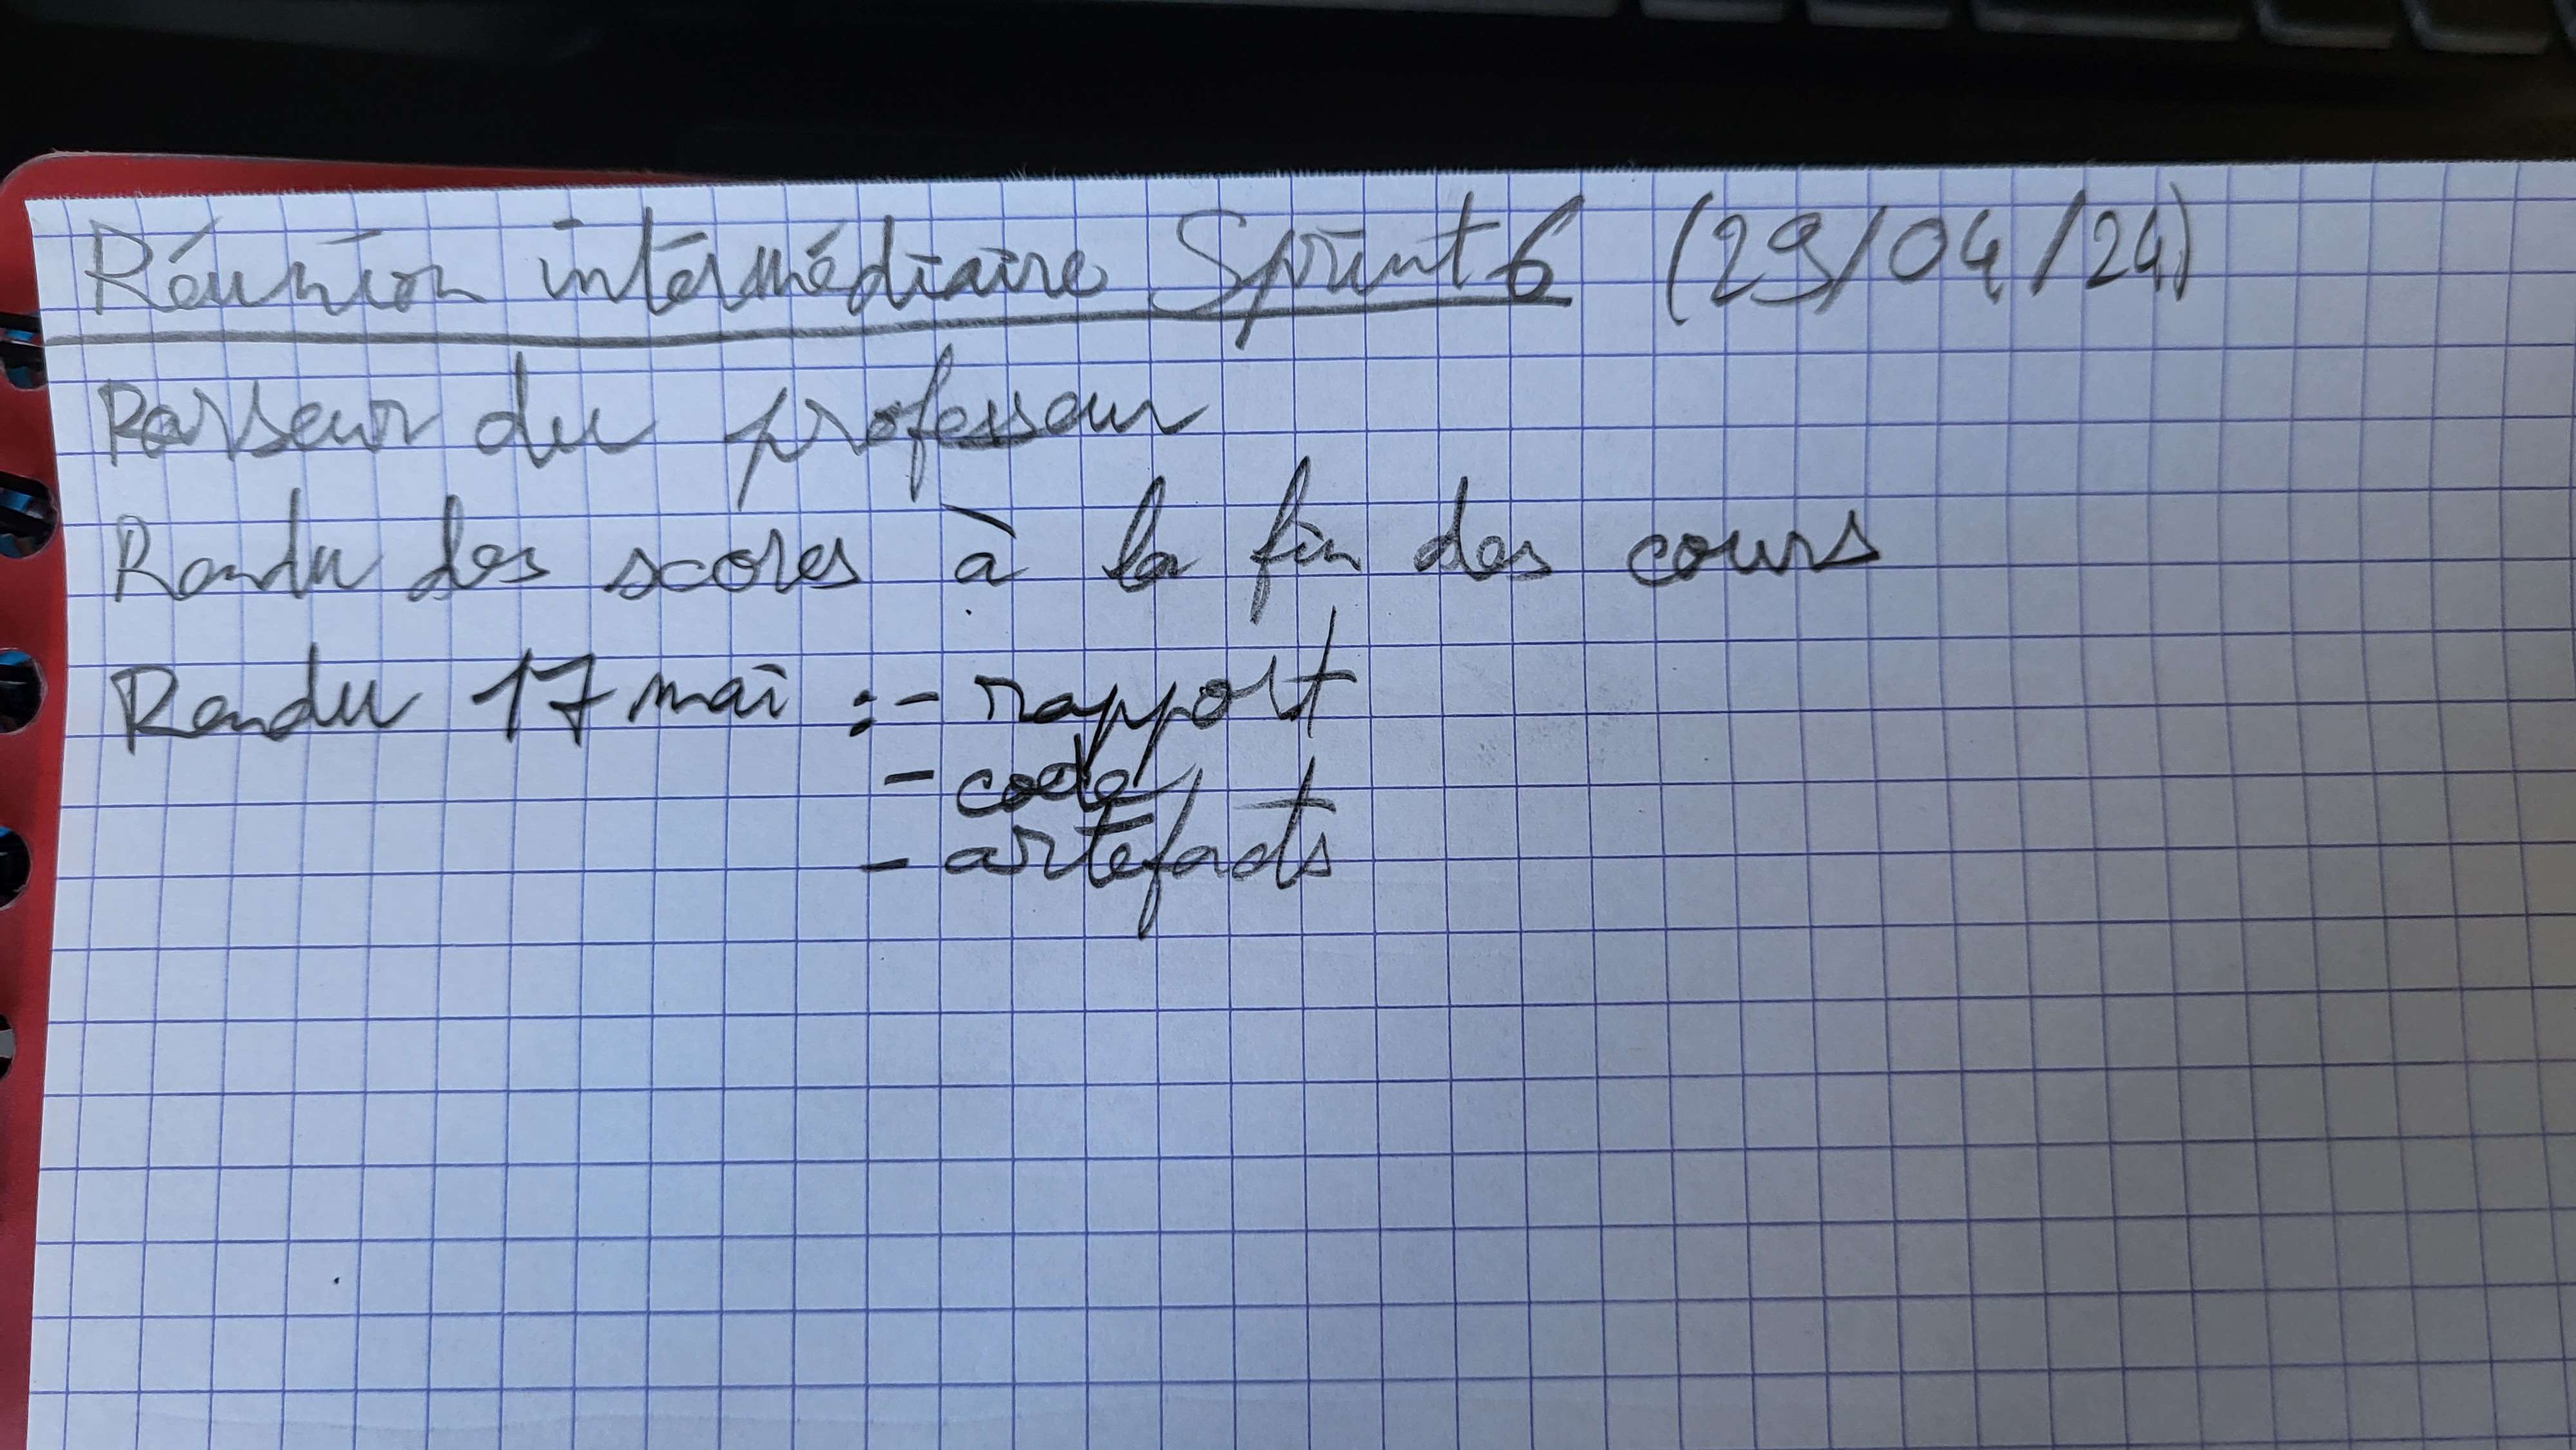 Réunion intermédiaire Sprint 6 (29/04/24)
Parseur du professeur
Rendu des scores à la fin des cours
Rendu 17 mai : - rapport
- code
- artefacts